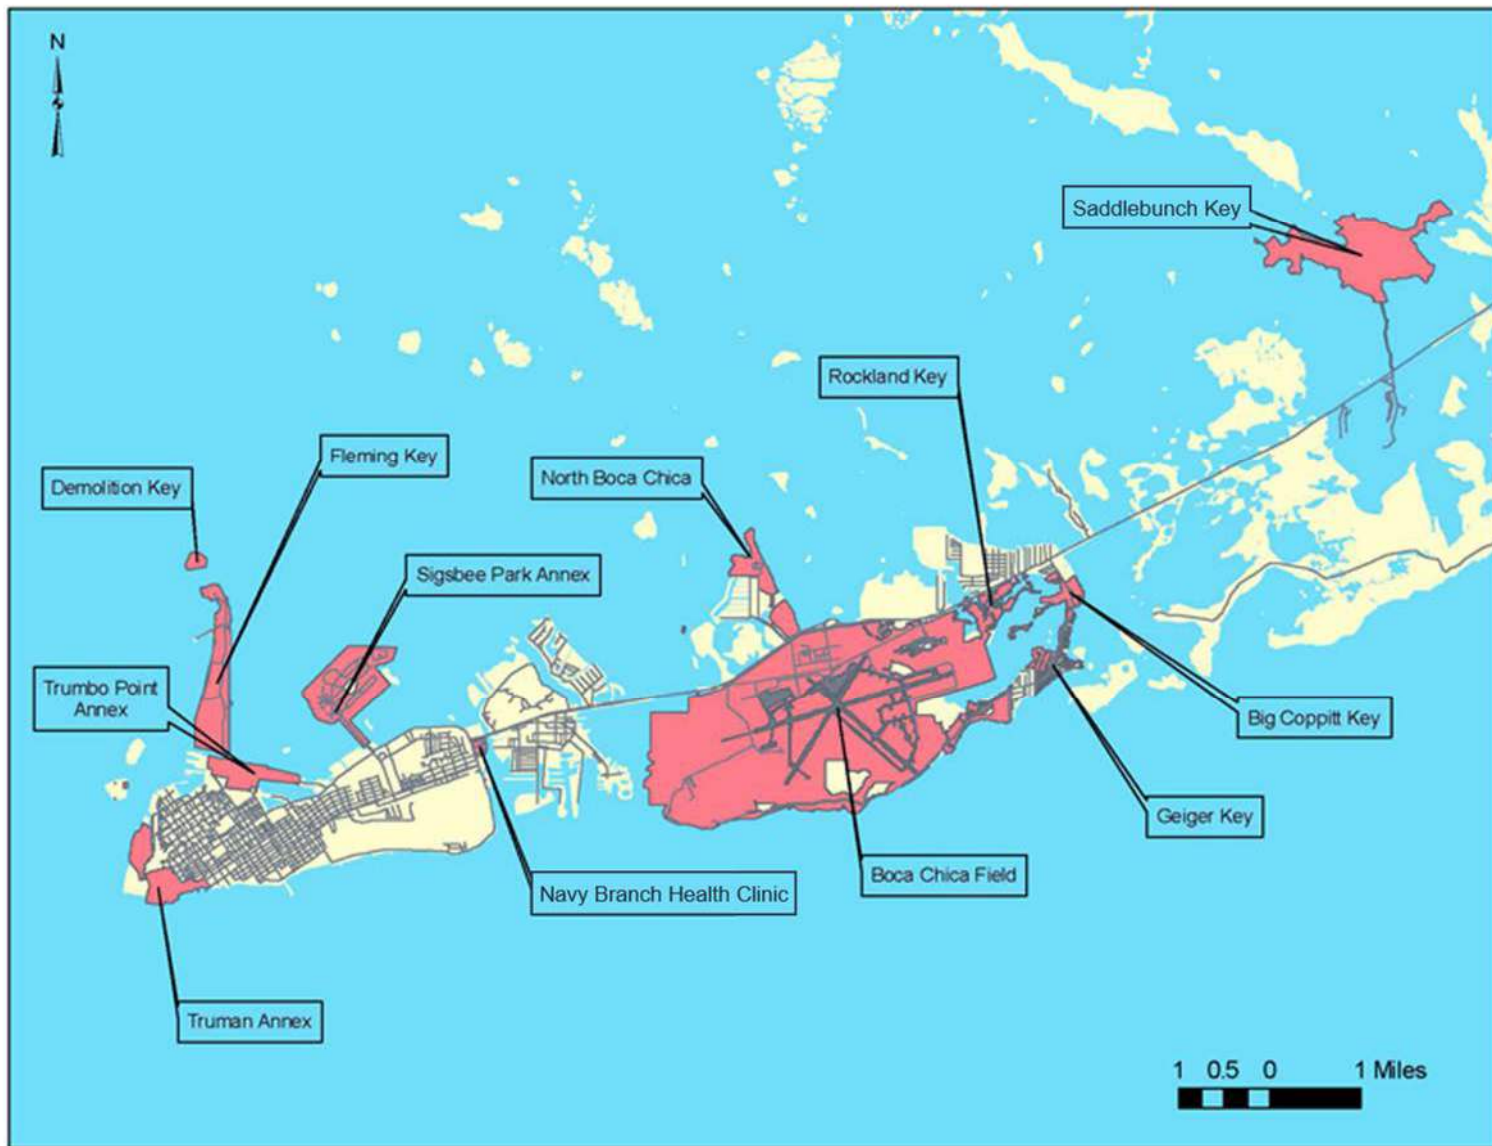 N
Saddlebunch Key
Rockland Key
Fleming Key
North Boca Chica
Demolition Key
Sigsbee Park Annex
Trumbo Point
Annex
Big Coppitt Key
Geiger Key
Boca Chica Field
Navy Branch Health Clinic
Truman Annex
1 0.5 0 1 Miles